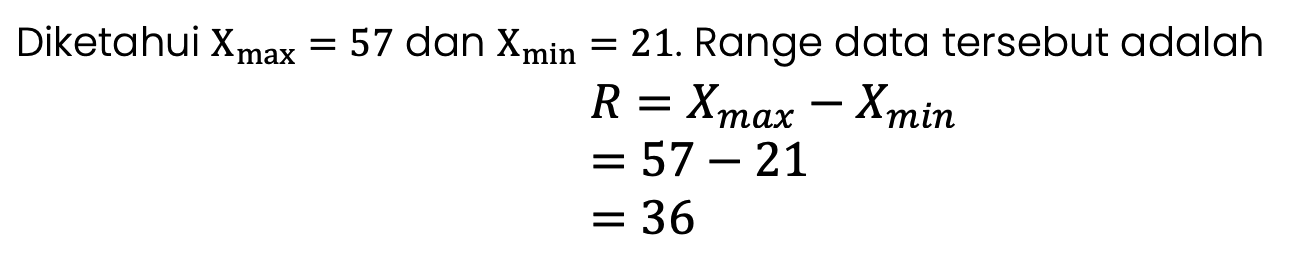 Diketahui Xmax = 57 dan Xmin = 21. Range data tersebut adalah
R = Xmax − Xmin
= 57 − 21
= 36